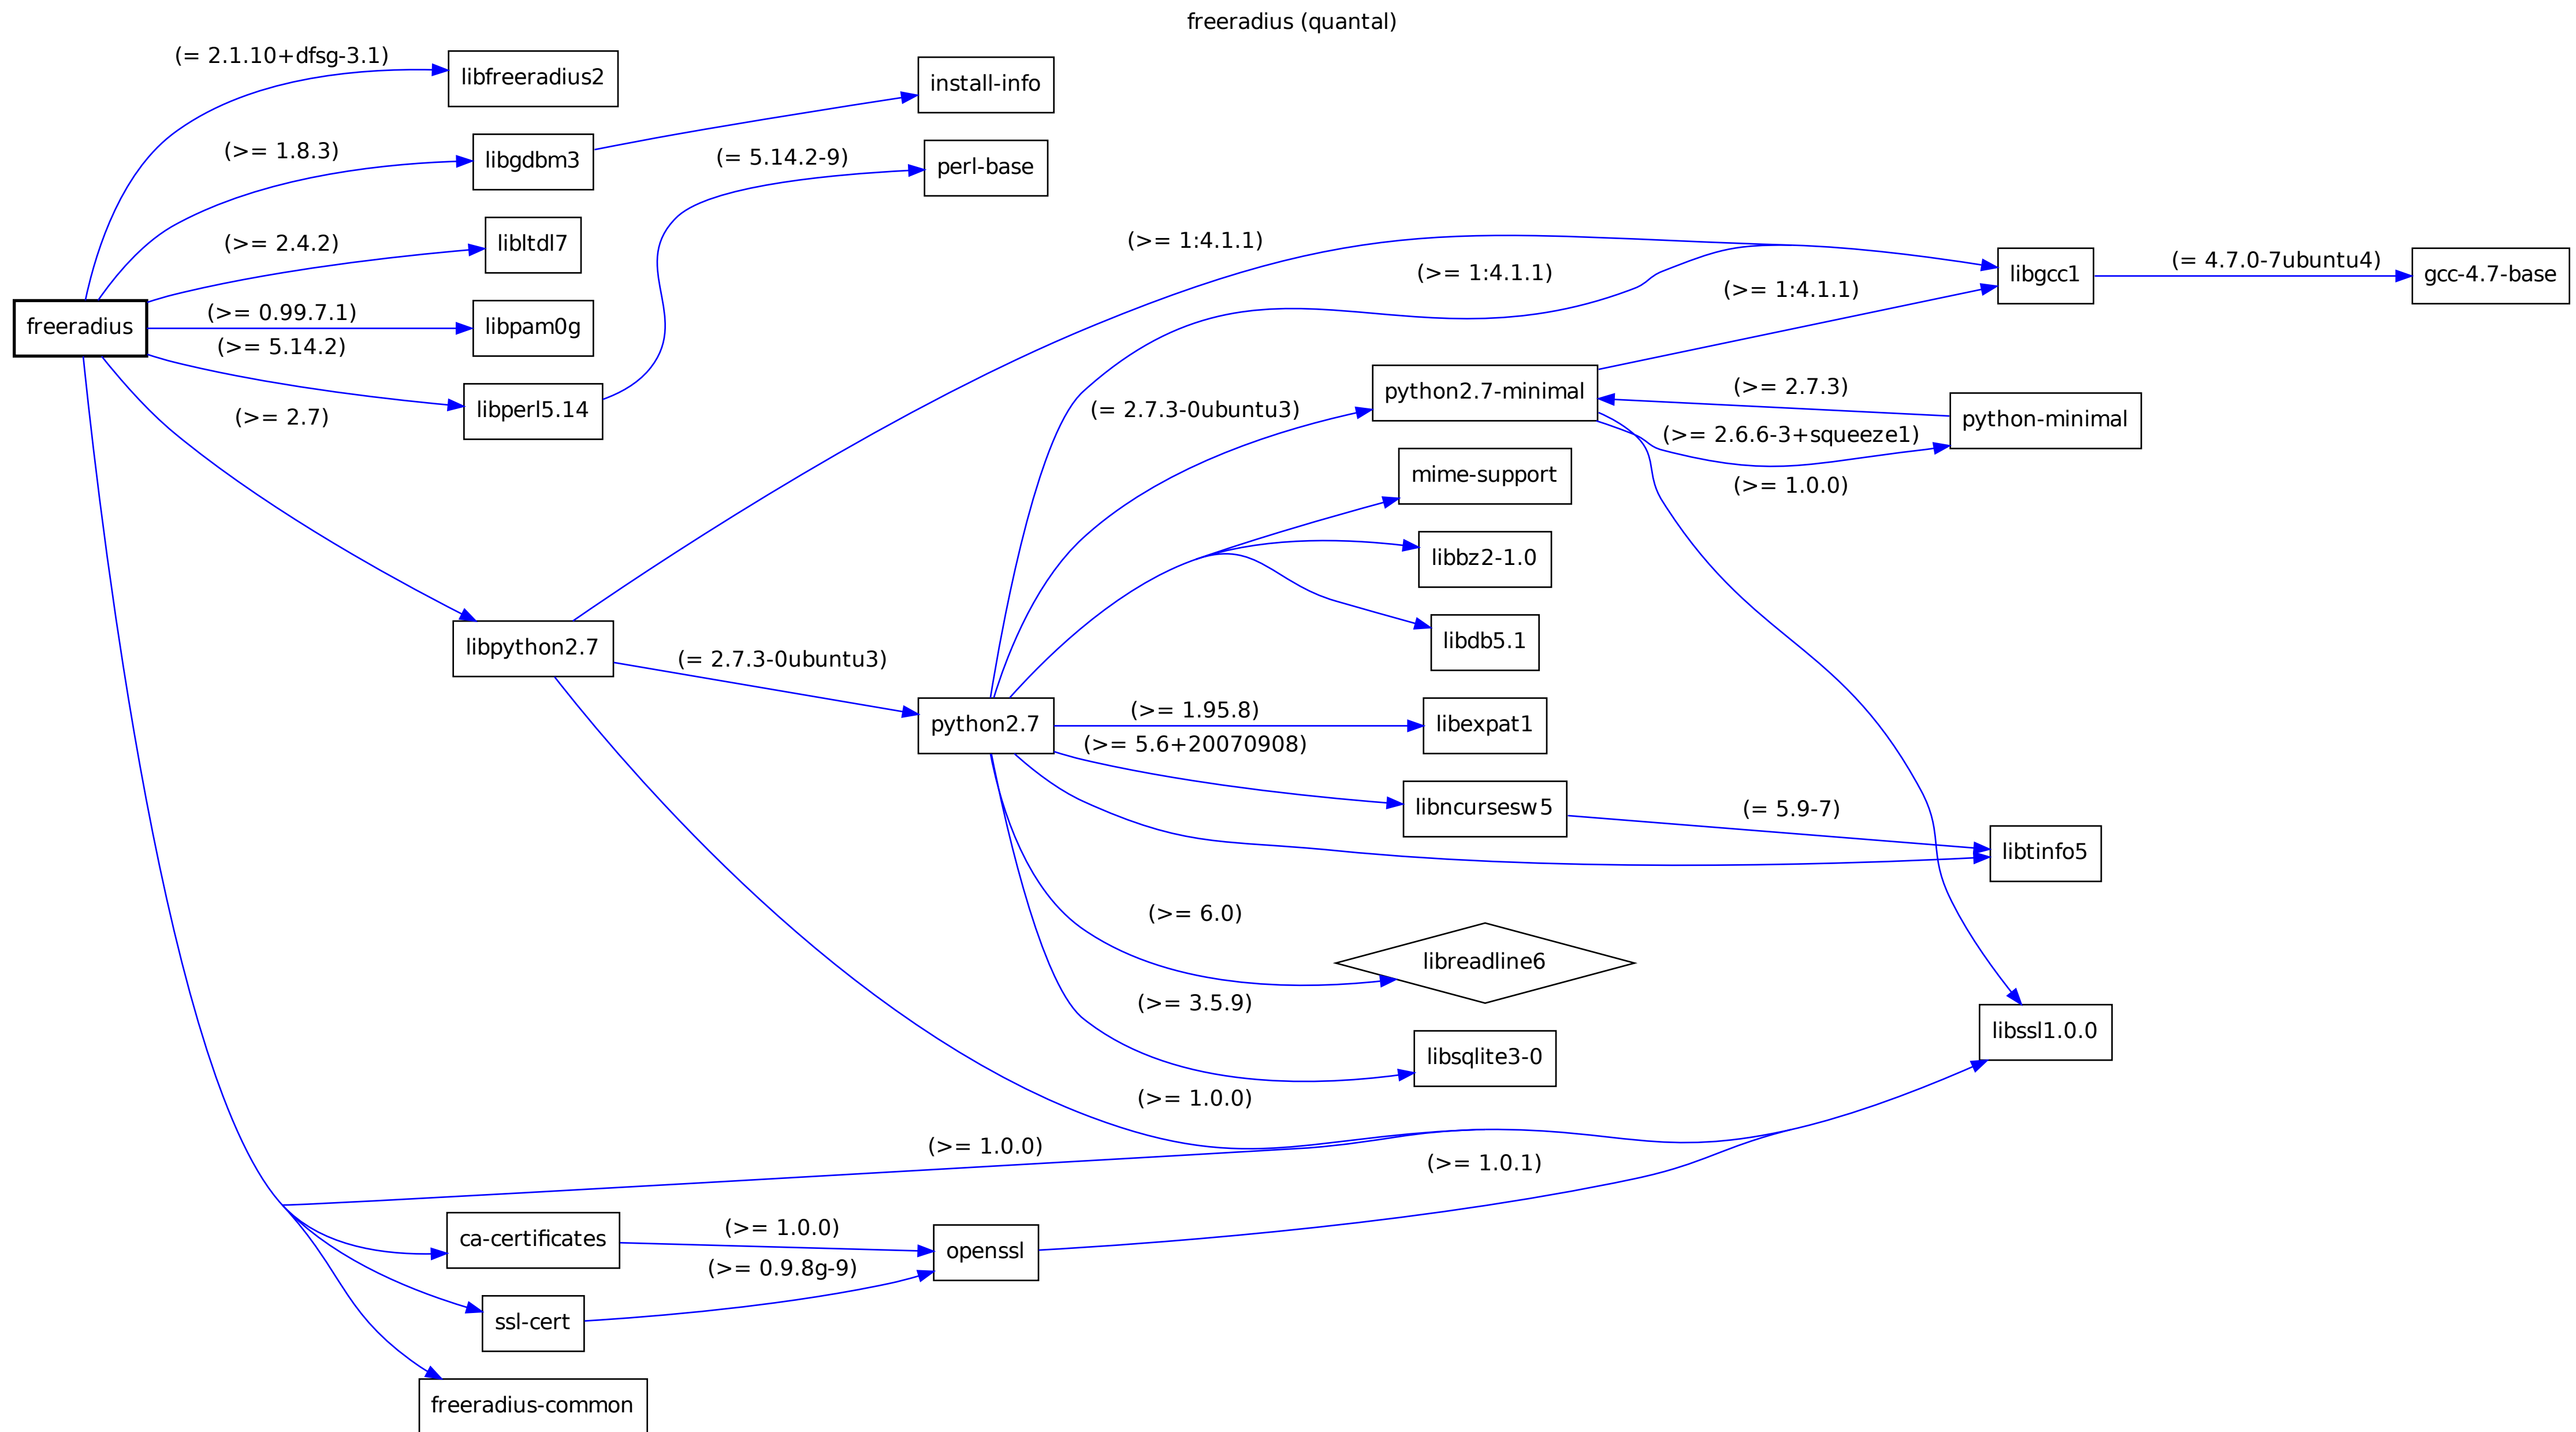 freeradius (quantal)
(= 2.1.10+dfsg-3.1)
libfreeradius2
install-info
(>= 1.8.3)
libgdbm3
(= 5.14.2-9)
perl-base
(>= 2.4.2)
libltdl7
(>= 1:4.1.1)
(>= 1:4.1.1)
(>= 1:4.1.1)
libgcc1
(= 4.7.0-7ubuntu4)
gcc-4.7-base
freeradius
(>= 0.99.7.1)
libpam0g
(>= 5.14.2)
libperl5.14
(>= 2.7)
(= 2.7.3-0ubuntu3)
python2.7-minimal
(>= 2.7.3)
python-minimal
(>= 2.6.6-3+squeeze1)
(>= 1.0.0)
mime-support
libbz2-1.0
libdb5.1
libpython2.7
(= 2.7.3-0ubuntu3)
python2.7
(>= 1.95.8)
libexpat1
(>= 5.6+20070908)
libncursesw5
(= 5.9-7)
libtinfo5
(>= 6.0)
libreadline6
(>= 3.5.9)
libsqlite3-0
libssl1.0.0
(>= 1.0.0)
(>= 1.0.0)
(>= 1.0.1)
ca-certificates
(>= 1.0.0)
openssl
(>= 0.9.8g-9)
ssl-cert
freeradius-common